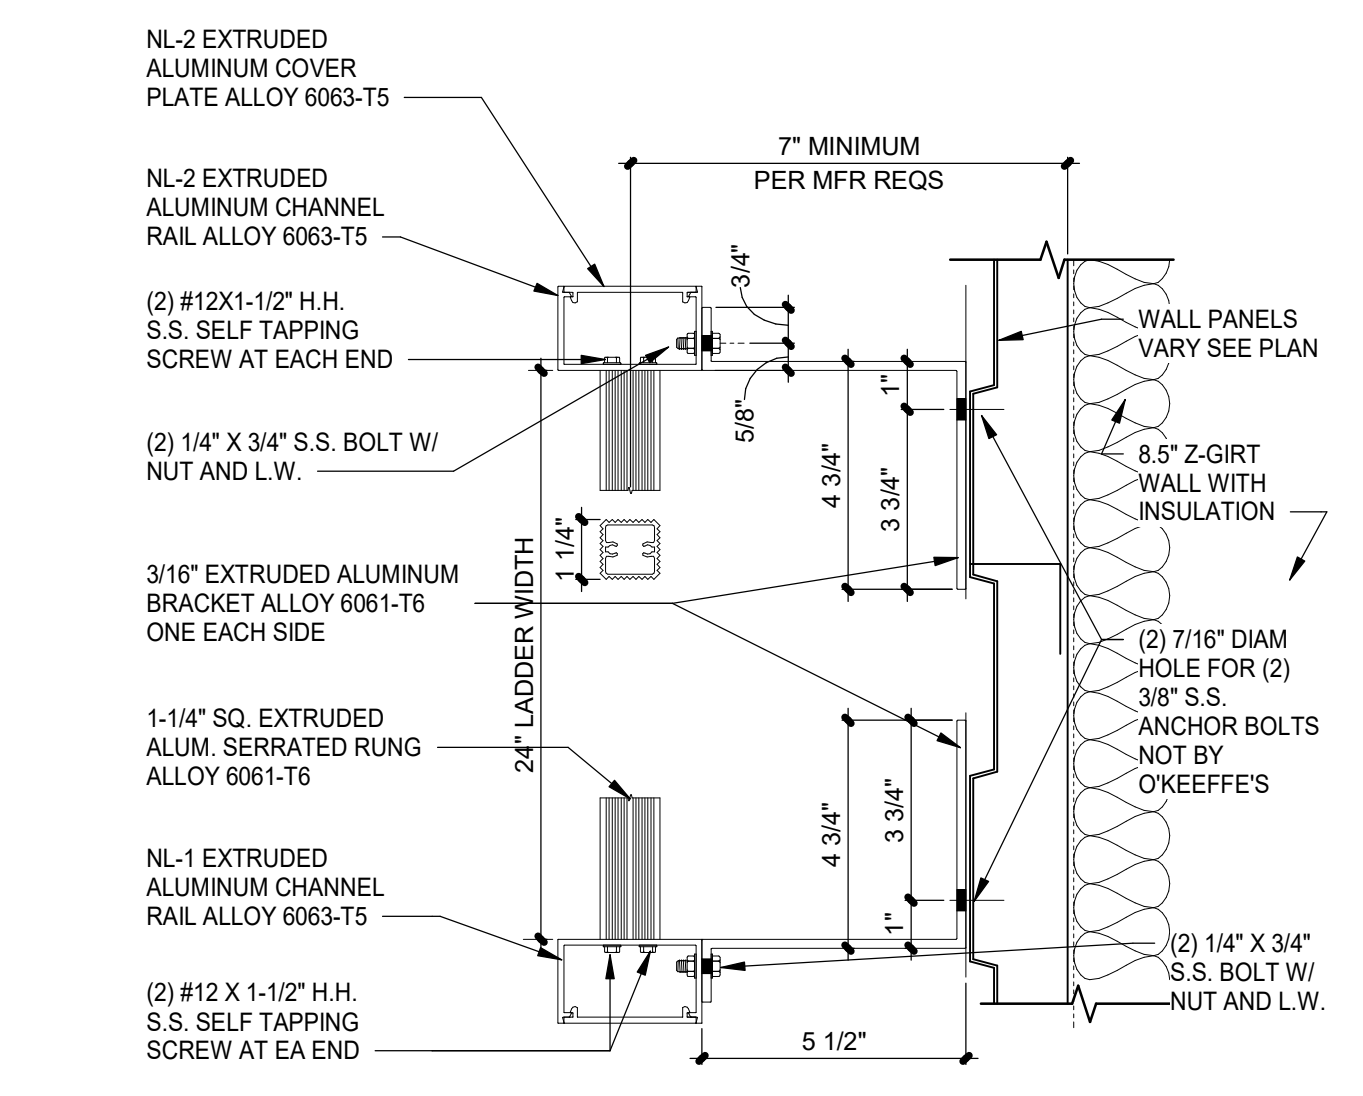 NL-2 EXTRUDED
ALUMINUM COVER
PLATE ALLOY 6063-T5
NL-2 EXTRUDED
ALUMINUM CHANNEL
RAIL ALLOY 6063-T5
(2) #12X1-1/2" H.H.
S.S. SELF TAPPING
SCREW AT EACH END
(2) 1/4" X 3/4" S.S. BOLT W/
NUT AND L.W.
3/16" EXTRUDED ALUMINUM
BRACKET ALLOY 6061-T6
ONE EACH SIDE
1-1/4" SQ. EXTRUDED
ALUM. SERRATED RUNG
ALLOY 6061-T6
NL-1 EXTRUDED
ALUMINUM CHANNEL
RAIL ALLOY 6063-T5
(2) #12 X 1-1/2" H.H.
S.S. SELF TAPPING
SCREW AT EA END
7" MINIMUM
PER MFR REQS
3/4"
5/8"
1 1/4"
24" LADDER WIDTH
4 3/4"
1"
3 3/4"
4 3/4"
3 3/4"
1"
5 1/2"
WALL PANELS
VARY SEE PLAN
8.5" Z-GIRT
WALL WITH
INSULATION
(2) 7/16" DIAM
HOLE FOR (2)
3/8" S.S.
ANCHOR BOLTS
NOT BY
O'KEEFFE'S
(2) 1/4" X 3/4"
S.S. BOLT W/
NUT AND L.W.